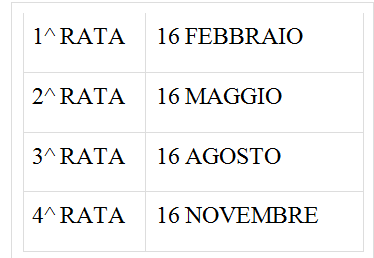 1^ RATA 16 FEBBRAIO
2^ RATA 16 MAGGIO
3^ RATA 16 AGOSTO
4^ RATA 16 NOVEMBRE